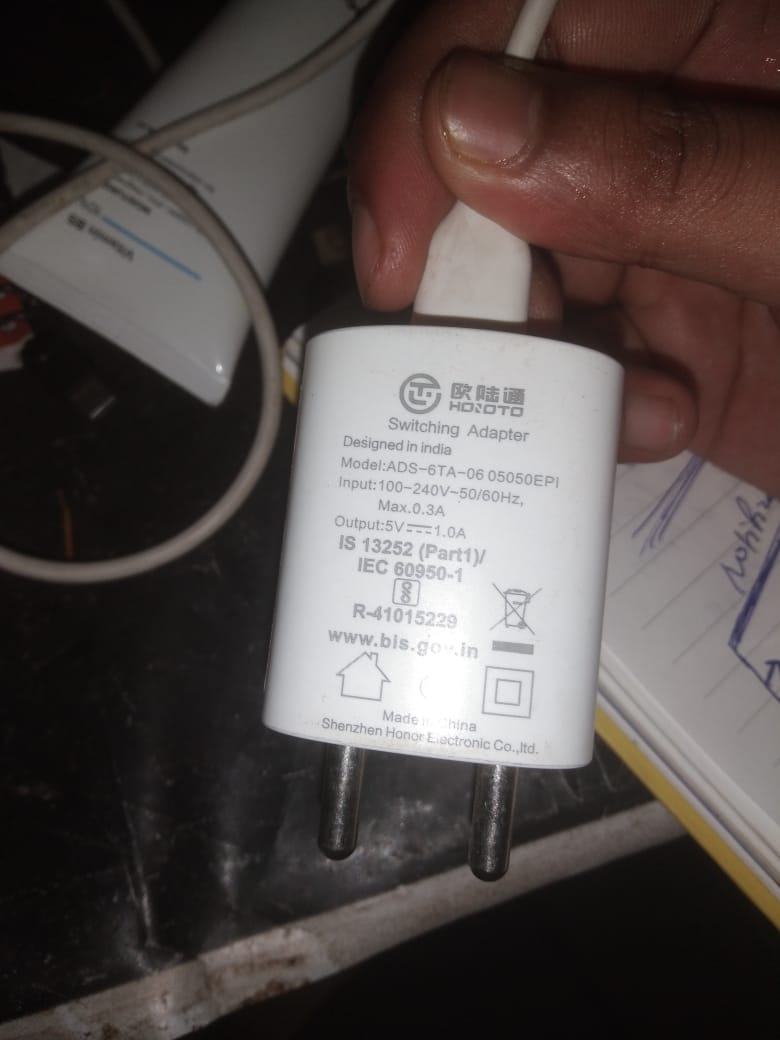 欧陆通
HONOTO
Switching Adapter
Designed in india
Model:ADS-6TA-06 05050EPI
Input:100-240V~50/60Hz,
Max.0.3A
Output:5V⎓1.0A
IS 13252 (Part1)/
IEC 60950-1
R-41015229
www.bis.gov.in
Made in China
Shenzhen Honor Electronic Co.,ltd.
Vitamin B5